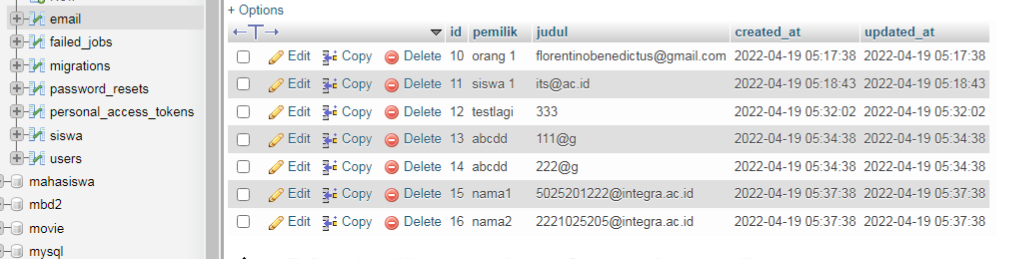 + Options
id pemilik judul created_at updated_at
Edit Copy Delete 10 orang 1 florentinobenedictus@gmail.com 2022-04-19 05:17:38 2022-04-19 05:17:38
Edit Copy Delete 11 siswa 1 its@ac.id 2022-04-19 05:18:43 2022-04-19 05:18:43
Edit Copy Delete 12 testlagi 333 2022-04-19 05:32:02 2022-04-19 05:32:02
Edit Copy Delete 13 abcdd 111@g 2022-04-19 05:34:38 2022-04-19 05:34:38
Edit Copy Delete 14 abcdd 222@g 2022-04-19 05:34:38 2022-04-19 05:34:38
Edit Copy Delete 15 nama1 5025201222@integra.ac.id 2022-04-19 05:37:38 2022-04-19 05:37:38
Edit Copy Delete 16 nama2 2221025205@integra.ac.id 2022-04-19 05:37:38 2022-04-19 05:37:38
email
failed_jobs
migrations
password_resets
personal_access_tokens
siswa
users
mahasiswa
mbd2
movie
mysql